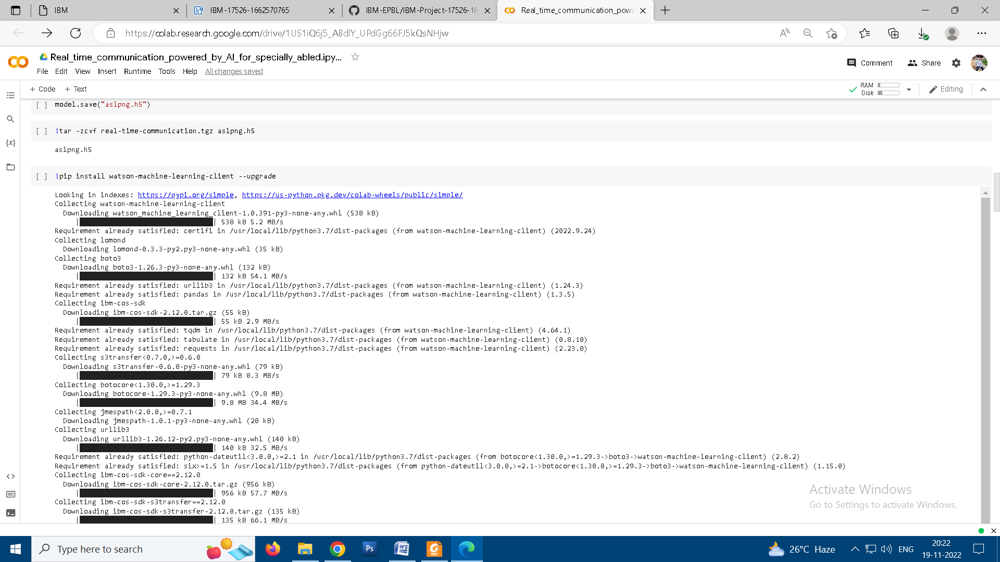 IBM
IBM-17526-1662570765
IBM-EPBL/IBM-Project-17526-16
Real_time_communication_powe
https://colab.research.google.com/drive/1US1iQ6j5_ABdlY_UPdGg66FJ5kQsNHjw
Real_time_communication_powered_by_AI_for_specially_abled.ipy...
File Edit View Insert Runtime Tools Help All changes saved
Comment Share
+ Code + Text
RAM
Disk
Editing
[ ] model.save("aslpng.h5")
[ ] !tar -zcvf real-time-communication.tgz aslpng.h5
aslpng.h5
[ ] !pip install watson-machine-learning-client --upgrade
Looking in indexes: https://pypi.org/simple, https://us-python.pkg.dev/colab-wheels/public/simple/
Collecting watson-machine-learning-client
Downloading watson_machine_learning_client-1.0.391-py3-none-any.whl (538 kB)
| | 538 kB 5.2 MB/s
Requirement already satisfied: certifi in /usr/local/lib/python3.7/dist-packages (from watson-machine-learning-client) (2022.9.24)
Collecting lomond
Downloading lomond-0.3.3-py2.py3-none-any.whl (35 kB)
Collecting boto3
Downloading boto3-1.26.3-py3-none-any.whl (132 kB)
| | 132 kB 54.1 MB/s
Requirement already satisfied: urllib3 in /usr/local/lib/python3.7/dist-packages (from watson-machine-learning-client) (1.24.3)
Requirement already satisfied: pandas in /usr/local/lib/python3.7/dist-packages (from watson-machine-learning-client) (1.3.5)
Collecting ibm-cos-sdk
Downloading ibm-cos-sdk-2.12.0.tar.gz (55 kB)
| | 55 kB 2.9 MB/s
Requirement already satisfied: tqdm in /usr/local/lib/python3.7/dist-packages (from watson-machine-learning-client) (4.64.1)
Requirement already satisfied: tabulate in /usr/local/lib/python3.7/dist-packages (from watson-machine-learning-client) (0.8.10)
Requirement already satisfied: requests in /usr/local/lib/python3.7/dist-packages (from watson-machine-learning-client) (2.23.0)
Collecting s3transfer<0.7.0,>=0.6.0
Downloading s3transfer-0.6.0-py3-none-any.whl (79 kB)
| | 79 kB 8.3 MB/s
Collecting botocore<1.30.0,>=1.29.3
Downloading botocore-1.29.3-py3-none-any.whl (9.8 MB)
| | 9.8 MB 34.4 MB/s
Collecting jmespath<2.0.0,>=0.7.1
Downloading jmespath-1.0.1-py3-none-any.whl (20 kB)
Collecting urllib3
Downloading urllib3-1.26.12-py2.py3-none-any.whl (140 kB)
| | 140 kB 32.5 MB/s
Requirement already satisfied: python-dateutil<3.0.0,>=2.1 in /usr/local/lib/python3.7/dist-packages (from botocore<1.30.0,>=1.29.3->boto3->watson-machine-learning-client) (2.8.2)
Requirement already satisfied: six>=1.5 in /usr/local/lib/python3.7/dist-packages (from python-dateutil<3.0.0,>=2.1->botocore<1.30.0,>=1.29.3->boto3->watson-machine-learning-client) (1.15.0)
Collecting ibm-cos-sdk-core==2.12.0
Downloading ibm-cos-sdk-core-2.12.0.tar.gz (956 kB)
| | 956 kB 57.7 MB/s
Collecting ibm-cos-sdk-s3transfer==2.12.0
Downloading ibm-cos-sdk-s3transfer-2.12.0.tar.gz (135 kB)
| | 135 kB 66.1 MB/s
Activate Windows
Go to Settings to activate Windows.
Type here to search
Ps
PDF
26°C Haze
ENG
20:22
19-11-2022